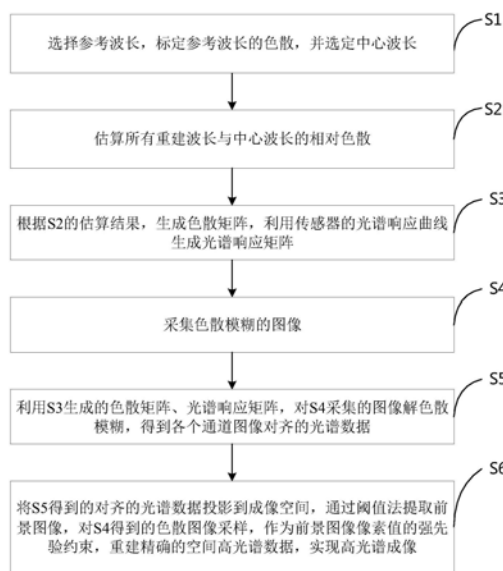 S1
选择参考波长，标定参考波长的色散，并选定中心波长
S2
估算所有重建波长与中心波长的相对色散
S3
根据S2的估算结果，生成色散矩阵，利用传感器的光谱响应曲线
生成光谱响应矩阵
S4
采集色散模糊的图像
S5
利用S3生成的色散矩阵、光谱响应矩阵，对S4采集的图像解色散
模糊，得到各个通道图像对齐的光谱数据
S6
将S5得到的对齐的光谱数据投影到成像空间，通过阈值法提取前
景图像，对S4得到的色散图像采样，作为前景图像像素值的强先
验约束，重建精确的空间高光谱数据，实现高光谱成像